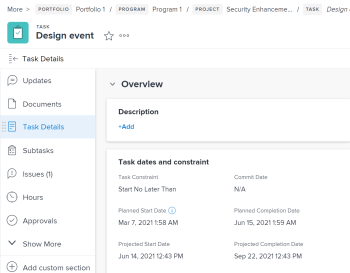 More > PORTFOLIO Portfolio 1 / PROGRAM Program 1 / PROJECT Security Enhanceme... / TASK Design
TASK
Design event
Task Details
Updates
Documents
Task Details
Subtasks
Issues (1)
Hours
Approvals
Show More
Add custom section
Overview
Description
+Add
Task dates and constraint
Task Constraint Commit Date
Start No Later Than N/A
Planned Start Date Planned Completion Date
Mar 7, 2021 1:58 AM Jun 15, 2021 1:59 AM
Projected Start Date Projected Completion Date
Jun 14, 2021 12:43 PM Sep 22, 2021 12:43 PM